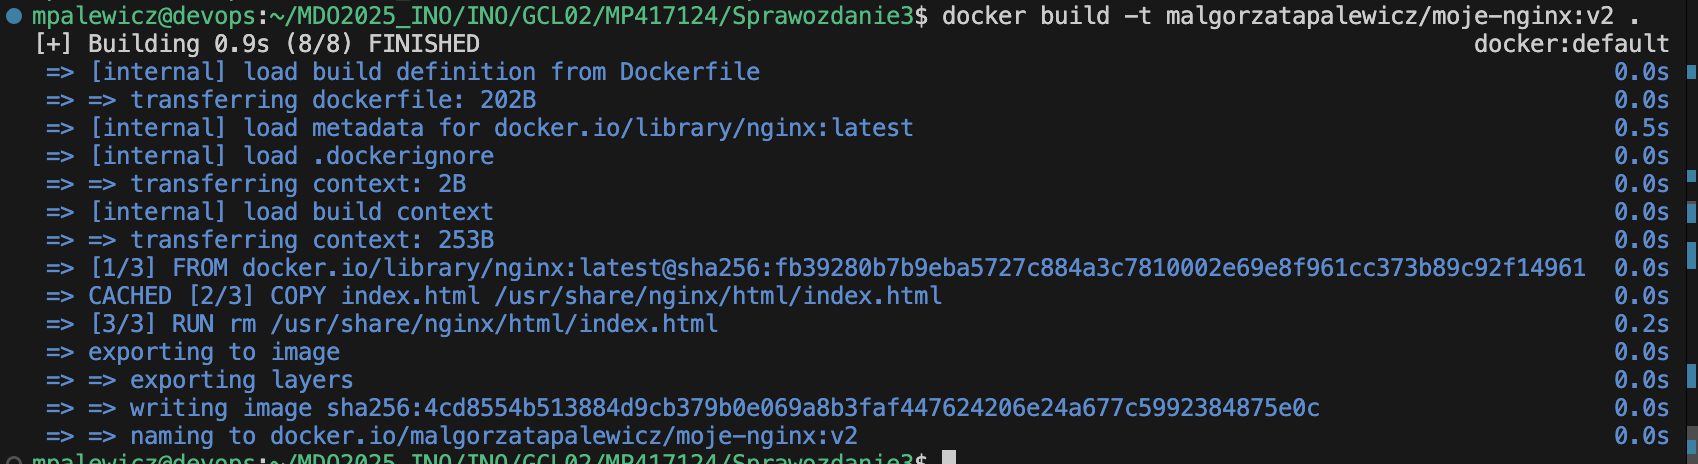 mpalewicz@devops:~/MDO2025_INO/INO/GCL02/MP417124/Sprawozdanie3$ docker build -t malgorzatapalewicz/moje-nginx:v2 .
[+] Building 0.9s (8/8) FINISHED docker:default
=> [internal] load build definition from Dockerfile 0.0s
=> => transferring dockerfile: 202B 0.0s
=> [internal] load metadata for docker.io/library/nginx:latest 0.5s
=> [internal] load .dockerignore 0.0s
=> => transferring context: 2B 0.0s
=> [internal] load build context 0.0s
=> => transferring context: 253B 0.0s
=> [1/3] FROM docker.io/library/nginx:latest@sha256:fb39280b7b9eba5727c884a3c7810002e69e8f961cc373b89c92f14961 0.0s
=> CACHED [2/3] COPY index.html /usr/share/nginx/html/index.html 0.0s
=> [3/3] RUN rm /usr/share/nginx/html/index.html 0.2s
=> exporting to image 0.0s
=> => exporting layers 0.0s
=> => writing image sha256:4cd8554b513884d9cb379b0e069a8b3faf447624206e24a677c5992384875e0c 0.0s
=> => naming to docker.io/malgorzatapalewicz/moje-nginx:v2 0.0s
mpalewicz@devops:~/MDO2025_INO/INO/GCL02/MP417124/Sprawozdanie3$